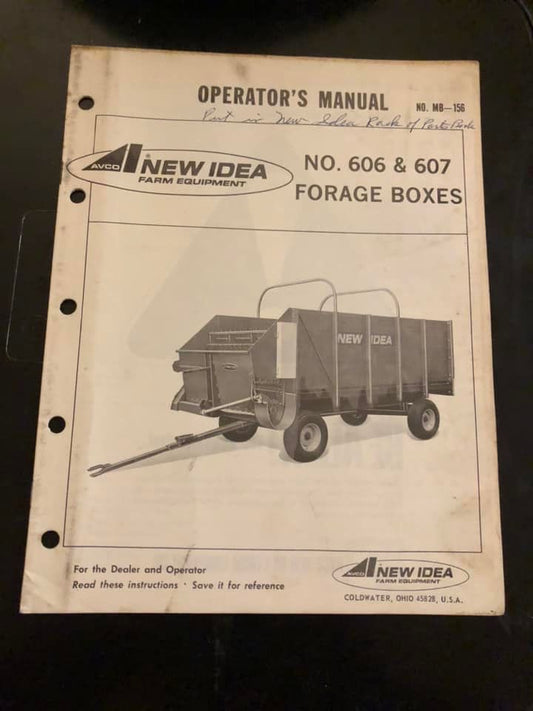 OPERATOR'S MANUAL NO. MB-156
Put in New Idea Rack of Parts Book
AVCO NEW IDEA
FARM EQUIPMENT
NO. 606 & 607
FORAGE BOXES
NEW IDEA
For the Dealer and Operator
Read these instructions · Save it for reference
AVCO NEW IDEA
FARM EQUIPMENT
COLDWATER, OHIO 45828, U.S.A.